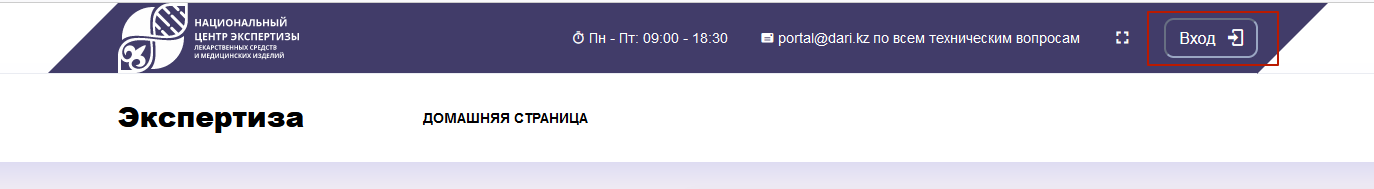 НАЦИОНАЛЬНЫЙ
ЦЕНТР ЭКСПЕРТИЗЫ
ЛЕКАРСТВЕННЫХ СРЕДСТВ
И МЕДИЦИНСКИХ ИЗДЕЛИЙ
Пн - Пт: 09:00 - 18:30
portal@dari.kz по всем техническим вопросам
Вход
Экспертиза
ДОМАШНЯЯ СТРАНИЦА